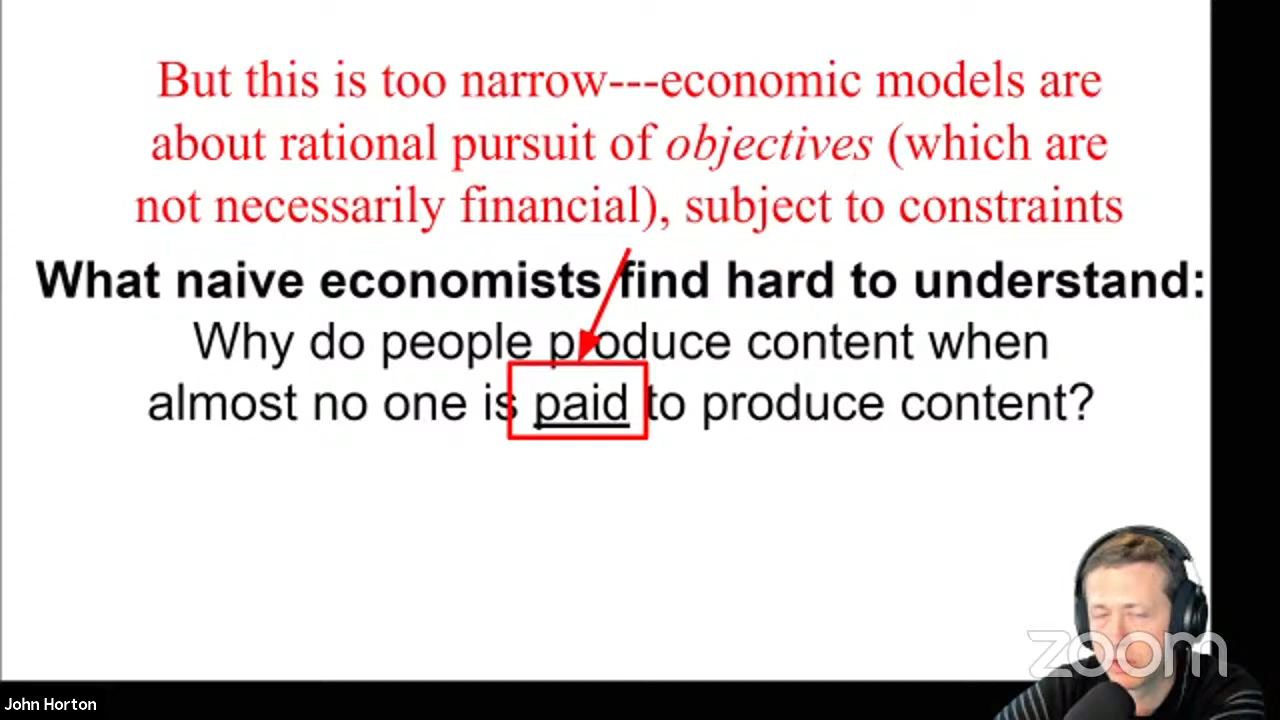 But this is too narrow---economic models are
about rational pursuit of objectives (which are
not necessarily financial), subject to constraints
What naive economists find hard to understand:
Why do people produce content when
almost no one is paid to produce content?
zoom
John Horton